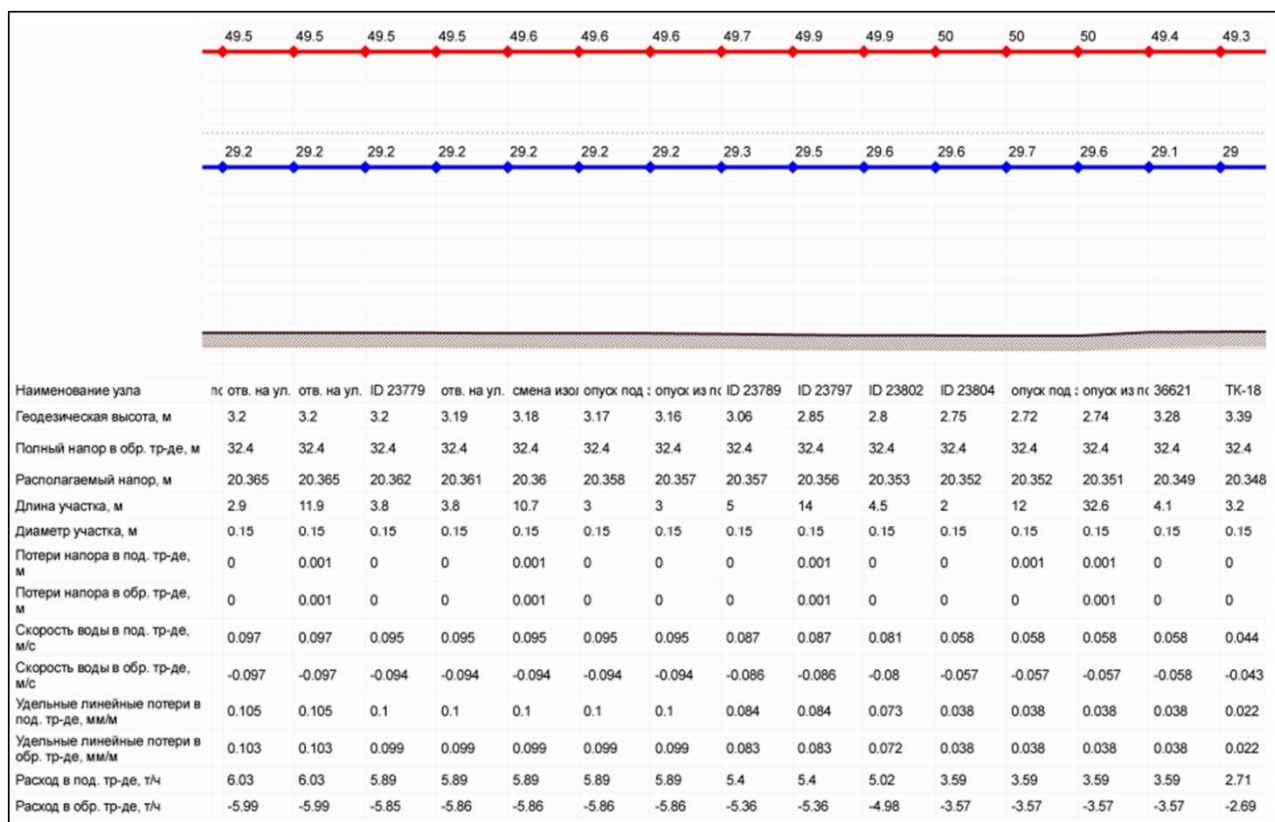 49.5 49.5 49.5 49.5 49.6 49.6 49.6 49.7 49.9 49.9 50 50 50 49.4 49.3
29.2 29.2 29.2 29.2 29.2 29.2 29.2 29.3 29.5 29.6 29.6 29.7 29.6 29.1 29
Наименование узла пс отв. на ул. отв. на ул. ID 23779 отв. на ул. смена изол опуск под : опуск из пс ID 23789 ID 23797 ID 23802 ID 23804 опуск под : опуск из пс 36621 ТК-18
Геодезическая высота, м 3.2 3.2 3.2 3.19 3.18 3.17 3.16 3.06 2.85 2.8 2.75 2.72 2.74 3.28 3.39
Полный напор в обр. тр-де, м 32.4 32.4 32.4 32.4 32.4 32.4 32.4 32.4 32.4 32.4 32.4 32.4 32.4 32.4 32.4
Располагаемый напор, м 20.365 20.365 20.362 20.361 20.36 20.358 20.357 20.357 20.356 20.353 20.352 20.352 20.351 20.349 20.348
Длина участка, м 2.9 11.9 3.8 3.8 10.7 3 3 5 14 4.5 2 12 32.6 4.1 3.2
Диаметр участка, м 0.15 0.15 0.15 0.15 0.15 0.15 0.15 0.15 0.15 0.15 0.15 0.15 0.15 0.15 0.15
Потери напора в под. тр-де,
м 0 0.001 0 0 0.001 0 0 0 0.001 0 0 0.001 0.001 0 0
Потери напора в обр. тр-де,
м 0 0.001 0 0 0.001 0 0 0 0.001 0 0 0 0.001 0 0
Скорость воды в под. тр-де,
м/с 0.097 0.097 0.095 0.095 0.095 0.095 0.095 0.087 0.087 0.081 0.058 0.058 0.058 0.058 0.044
Скорость воды в обр. тр-де,
м/с -0.097 -0.097 -0.094 -0.094 -0.094 -0.094 -0.094 -0.086 -0.086 -0.08 -0.057 -0.057 -0.057 -0.058 -0.043
Удельные линейные потери в
под. тр-де, мм/м 0.105 0.105 0.1 0.1 0.1 0.1 0.1 0.084 0.084 0.073 0.038 0.038 0.038 0.038 0.022
Удельные линейные потери в
обр. тр-де, мм/м 0.103 0.103 0.099 0.099 0.099 0.099 0.099 0.083 0.083 0.072 0.038 0.038 0.038 0.038 0.022
Расход в под. тр-де, т/ч 6.03 6.03 5.89 5.89 5.89 5.89 5.89 5.4 5.4 5.02 3.59 3.59 3.59 3.59 2.71
Расход в обр. тр-де, т/ч -5.99 -5.99 -5.85 -5.86 -5.86 -5.86 -5.86 -5.36 -5.36 -4.98 -3.57 -3.57 -3.57 -3.57 -2.69